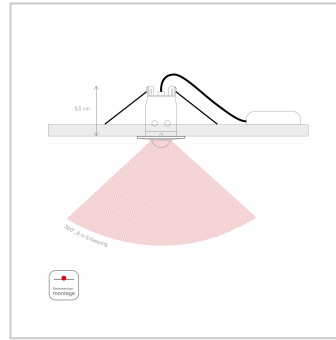 5,5 cm
360°, 8 m Erfassung
Deckeneinbau
montage